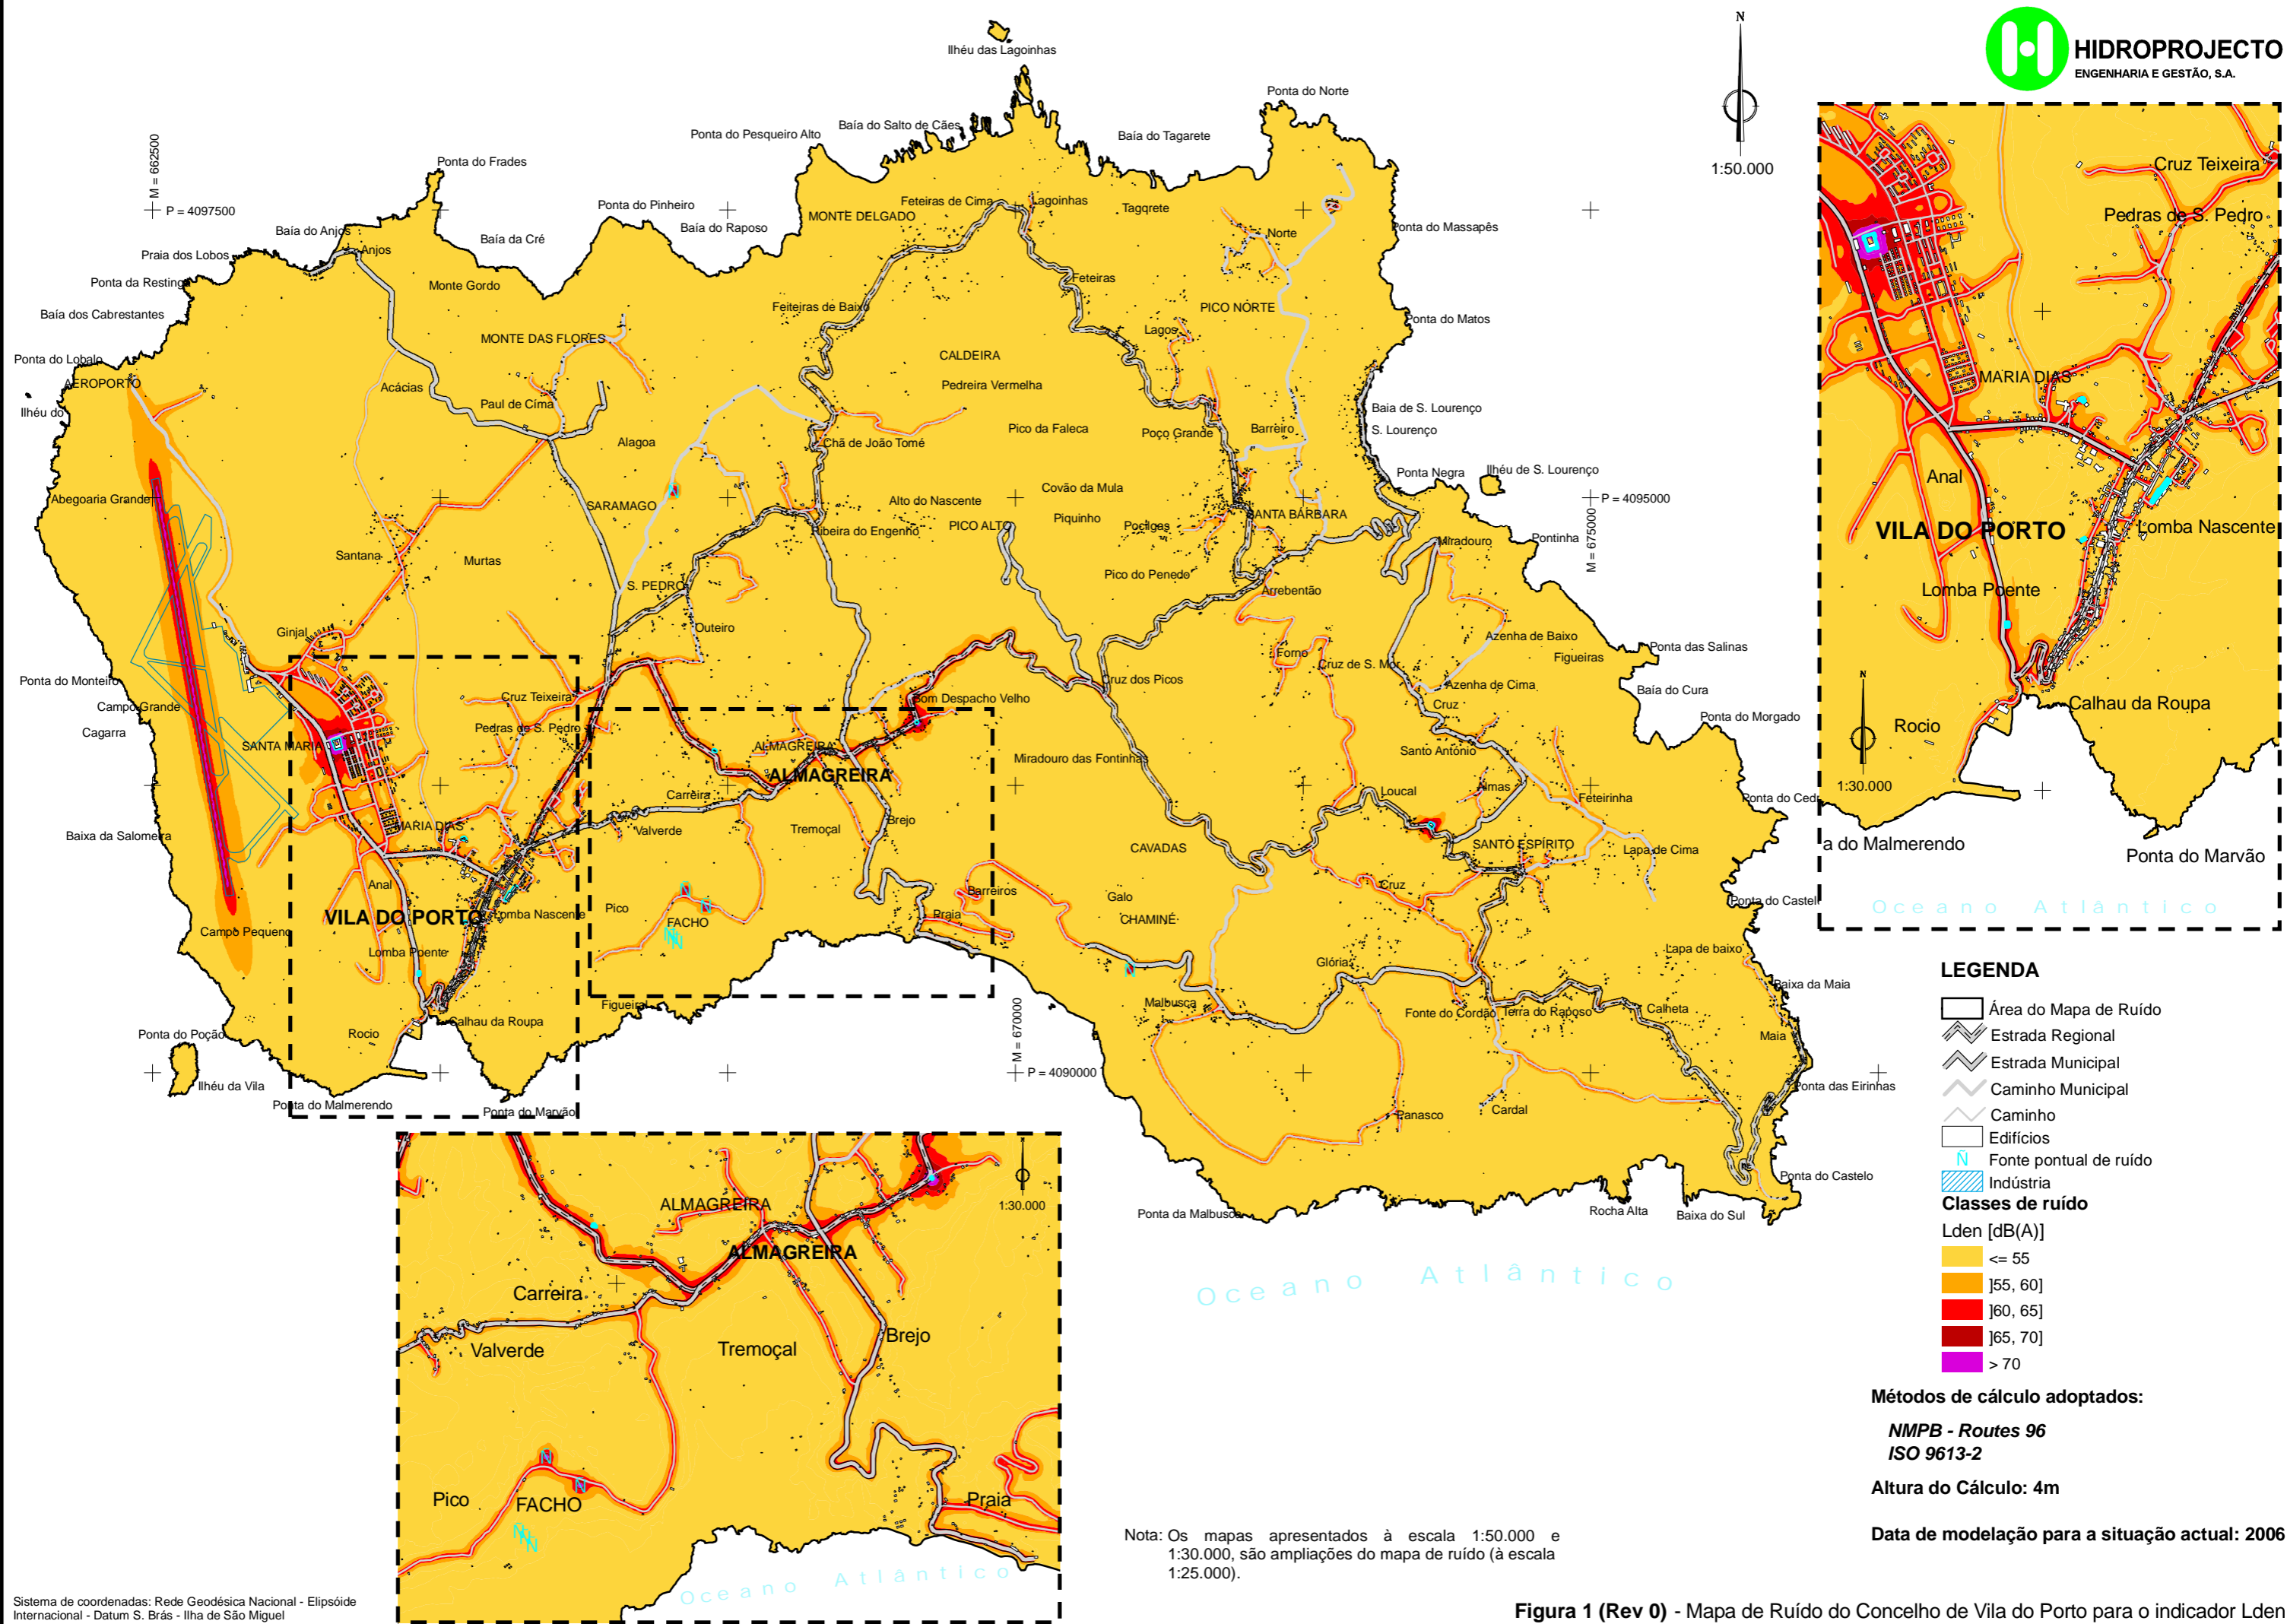 HIDROPROJECTO
ENGENHARIA E GESTÃO, S.A.
N
1:50.000
Ilhéu das Lagoinhas
Ponta do Norte
Baía do Salto de Cães
Ponta do Pesqueiro Alto
Baía do Tagarete
M = 662500
P = 4097500
Ponta do Frades
Ponta do Pinheiro
Baía do Raposo
MONTE DELGADO
Feteiras de Cima
Lagoinhas
Tagqrete
Norte
Ponta do Massapês
Baía do Anjos
Anjos
Baía da Cré
Praia dos Lobos
Ponta da Resting
Monte Gordo
Baía dos Cabrestantes
Feiteiras de Baixo
Feteiras
PICO NORTE
Lagos
Ponta do Matos
MONTE DAS FLORES
Ponta do Lobalo
AEROPORTO
Ilhéu do
Acácias
Paul de Cima
CALDEIRA
Pedreira Vermelha
Baia de S. Lourenço
S. Lourenço
Alagoa
Chã de João Tomé
Pico da Faleca
Poço Grande
Barreiro
Ponta Negra
Ilhéu de S. Lourenço
P = 4095000
M = 675000
Abegoaria Grande
SARAMAGO
Alto do Nascente
Covão da Mula
Piquinho
PICO ALTO
Ribeira do Engenho
Pocilgas
SANTA BÁRBARA
Miradouro
Pontinha
Santana
Murtas
S. PEDRO
Pico do Penedo
Arrebentão
Ginjal
Outeiro
Azenha de Baixo
Figueiras
Ponta das Salinas
Forno
Cruz de S. Mor
Ponta do Monteiro
Campo Grande
Cagarra
Cruz Teixeira
Bom Despacho Velho
Cruz dos Picos
Azenha de Cima
Cruz
Baía do Cura
Ponta do Morgado
Pedras de S. Pedro
SANTA MARIA
ALMAGREIRA
ALMAGREIRA
Miradouro das Fontinhas
Santo António
Carreira
Loucal
Almas
Feteirinha
Ponta do Cedr
Baixa da Salomeira
MARIA DIAS
Valverde
Tremoçal
Brejo
CAVADAS
SANTO ESPÍRITO
Lapa de Cima
Anal
VILA DO PORTO
Lomba Nascente
Pico
FACHO
Barreiros
Praia
Galo
CHAMINÉ
Cruz
Ponta do Castel
Campo Pequeno
Lomba Poente
Glória
Lapa de baixo
Baixa da Maia
Figueiral
Malbusca
Fonte do Cordão
Terra do Raposo
Calheta
Maia
Ponta do Poção
Rocio
Calhau da Roupa
M = 670000
P = 4090000
Ilhéu da Vila
Ponta do Malmerendo
Ponta do Marvão
Panasco
Cardal
Ponta das Eirinhas
Ponta do Castelo
Ponta da Malbusca
Rocha Alta
Baixa do Sul
Oceano Atlântico
Cruz Teixeira
Pedras de S. Pedro
MARIA DIAS
Anal
VILA DO PORTO
Lomba Nascente
Lomba Poente
N
Calhau da Roupa
Rocio
1:30.000
a do Malmerendo
Ponta do Marvão
Oceano Atlântico
ALMAGREIRA
1:30.000
ALMAGREIRA
Carreira
Valverde
Tremoçal
Brejo
Pico
FACHO
Praia
Oceano Atlântico
LEGENDA
Área do Mapa de Ruído
Estrada Regional
Estrada Municipal
Caminho Municipal
Caminho
Edifícios
Ñ Fonte pontual de ruído
Indústria
Classes de ruído
Lden [dB(A)]
<= 55
]55, 60]
]60, 65]
]65, 70]
> 70
Métodos de cálculo adoptados:
NMPB - Routes 96
ISO 9613-2
Altura do Cálculo: 4m
Data de modelação para a situação actual: 2006
Nota: Os mapas apresentados à escala 1:50.000 e
1:30.000, são ampliações do mapa de ruído (à escala
1:25.000).
Sistema de coordenadas: Rede Geodésica Nacional - Elipsóide
Internacional - Datum S. Brás - Ilha de São Miguel
Figura 1 (Rev 0) - Mapa de Ruído do Concelho de Vila do Porto para o indicador Lden